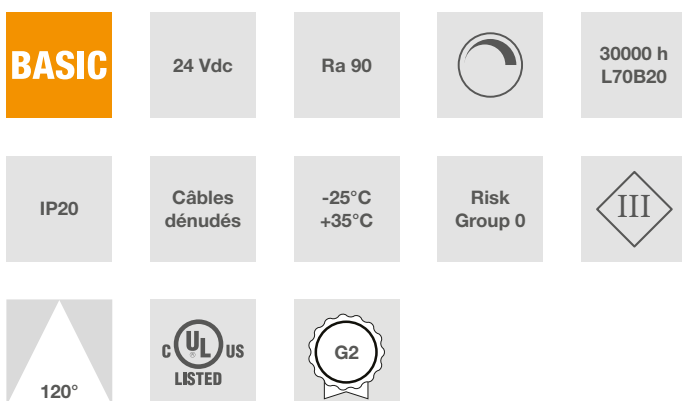 BASIC
24 Vdc
Ra 90
30000 h
L70B20
IP20
Câbles
dénudés
-25°C
+35°C
Risk
Group 0
III
120°
C UL ® US
LISTED
G2